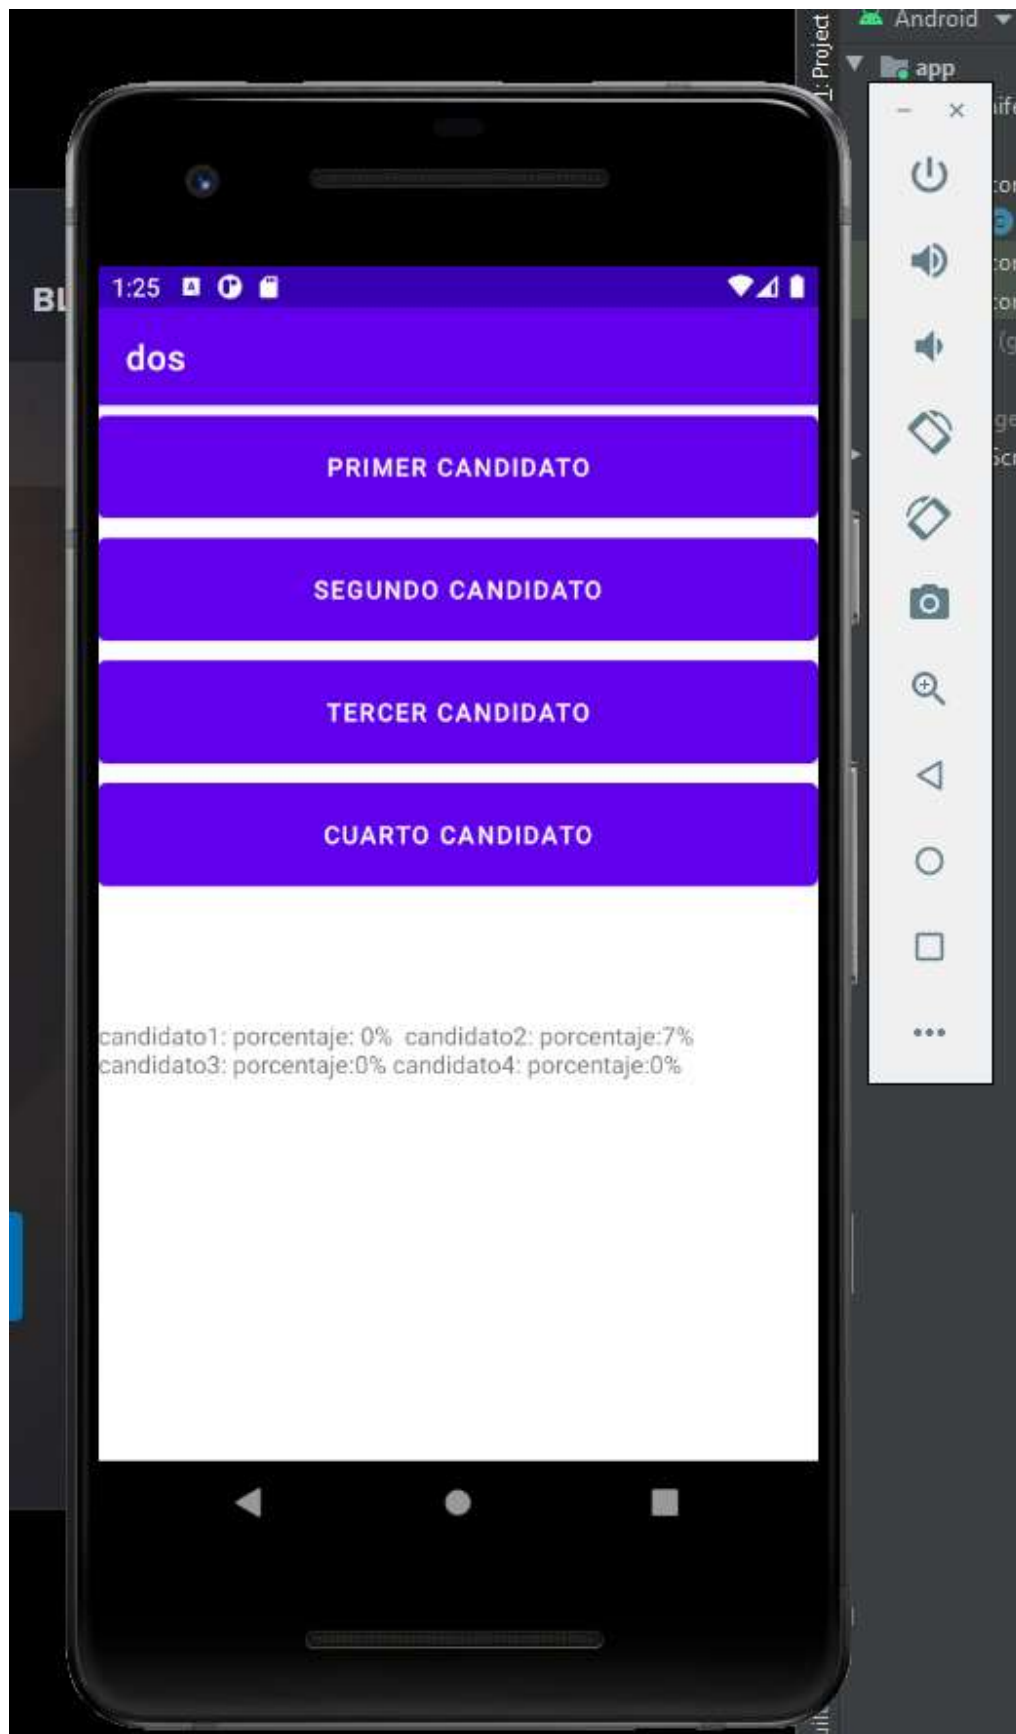 1: Project
Android
app
BL
1:25
dos
PRIMER CANDIDATO
SEGUNDO CANDIDATO
TERCER CANDIDATO
CUARTO CANDIDATO
candidato1: porcentaje: 0%  candidato2: porcentaje:7%
candidato3: porcentaje:0% candidato4: porcentaje:0%